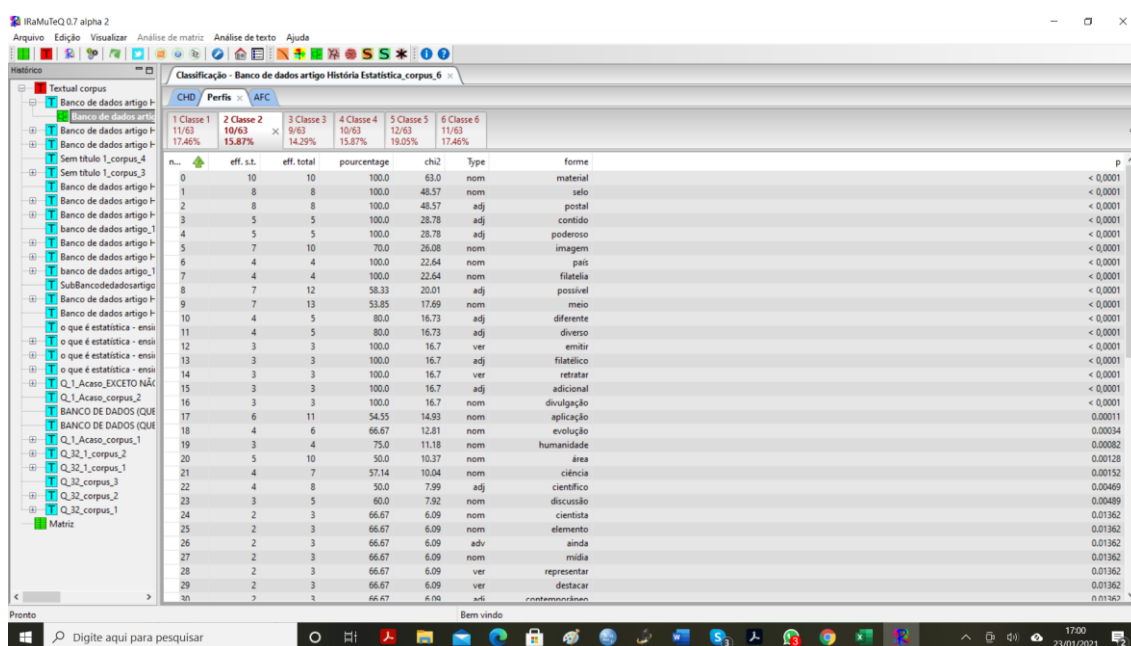 IRaMuTeQ 0.7 alpha 2
Arquivo Edição Visualizar Análise de matriz Análise de texto Ajuda
Histórico
Textual corpus
Banco de dados artigo H
Banco de dados artig
Banco de dados artigo H
Banco de dados artigo H
Sem título 1_corpus_4
Sem título 1_corpus_3
Banco de dados artigo H
Banco de dados artigo H
Banco de dados artigo H
banco de dados artigo_1
Banco de dados artigo H
Banco de dados artigo H
banco de dados artigo_1
SubBancodedadosartigo
Banco de dados artigo H
Banco de dados artigo H
o que é estatística - ensi
o que é estatística - ensi
o que é estatística - ensi
o que é estatística - ensi
Q_1_Acaso_EXCETO NÃO
Q_1_Acaso_corpus_2
BANCO DE DADOS (QUE
BANCO DE DADOS (QUE
Q_1_Acaso_corpus_1
Q_32_1_corpus_2
Q_32_1_corpus_1
Q_32_corpus_3
Q_32_corpus_2
Q_32_corpus_1
Matriz
Classificação - Banco de dados artigo História Estatística_corpus_6
CHD Perfis AFC
1 Classe 1 2 Classe 2 3 Classe 3 4 Classe 4 5 Classe 5 6 Classe 6
11/63 10/63 9/63 10/63 12/63 11/63
17.46% 15.87% 14.29% 15.87% 19.05% 17.46%
n... eff. s.t. eff. total pourcentage chi2 Type forme p
0 10 10 100.0 63.0 nom material < 0,0001
1 8 8 100.0 48.57 nom selo < 0,0001
2 8 8 100.0 48.57 adj postal < 0,0001
3 5 5 100.0 28.78 adj contido < 0,0001
4 5 5 100.0 28.78 adj poderoso < 0,0001
5 7 10 70.0 26.08 nom imagem < 0,0001
6 4 4 100.0 22.64 nom país < 0,0001
7 4 4 100.0 22.64 nom filatelia < 0,0001
8 7 12 58.33 20.01 adj possível < 0,0001
9 7 13 53.85 17.69 nom meio < 0,0001
10 4 5 80.0 16.73 adj diferente < 0,0001
11 4 5 80.0 16.73 adj diverso < 0,0001
12 3 3 100.0 16.7 ver emitir < 0,0001
13 3 3 100.0 16.7 adj filatélico < 0,0001
14 3 3 100.0 16.7 ver retratar < 0,0001
15 3 3 100.0 16.7 adj adicional < 0,0001
16 3 3 100.0 16.7 nom divulgação < 0,0001
17 6 11 54.55 14.93 nom aplicação 0.00011
18 4 6 66.67 12.81 nom evolução 0.00034
19 3 4 75.0 11.18 nom humanidade 0.00082
20 5 10 50.0 10.37 nom área 0.00128
21 4 7 57.14 10.04 nom ciência 0.00152
22 4 8 50.0 7.99 adj científico 0.00469
23 3 5 60.0 7.92 nom discussão 0.00489
24 2 3 66.67 6.09 nom cientista 0.01362
25 2 3 66.67 6.09 nom elemento 0.01362
26 2 3 66.67 6.09 adv ainda 0.01362
27 2 3 66.67 6.09 nom mídia 0.01362
28 2 3 66.67 6.09 ver representar 0.01362
29 2 3 66.67 6.09 ver destacar 0.01362
30 2 3 66.67 6.09 adj contemporâneo 0.01362
Pronto Bem vindo
Digite aqui para pesquisar
17:00
23/01/2021